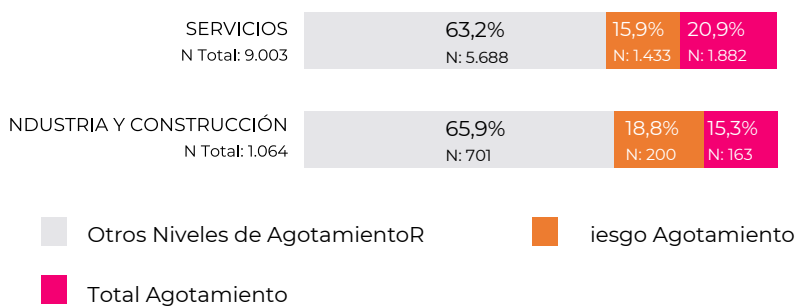 SERVICIOS
N Total: 9.003
63,2%
N: 5.688
15,9%
N: 1.433
20,9%
N: 1.882
NDUSTRIA Y CONSTRUCCIÓN
N Total: 1.064
65,9%
N: 701
18,8%
N: 200
15,3%
N: 163
Otros Niveles de AgotamientoR
iesgo Agotamiento
Total Agotamiento